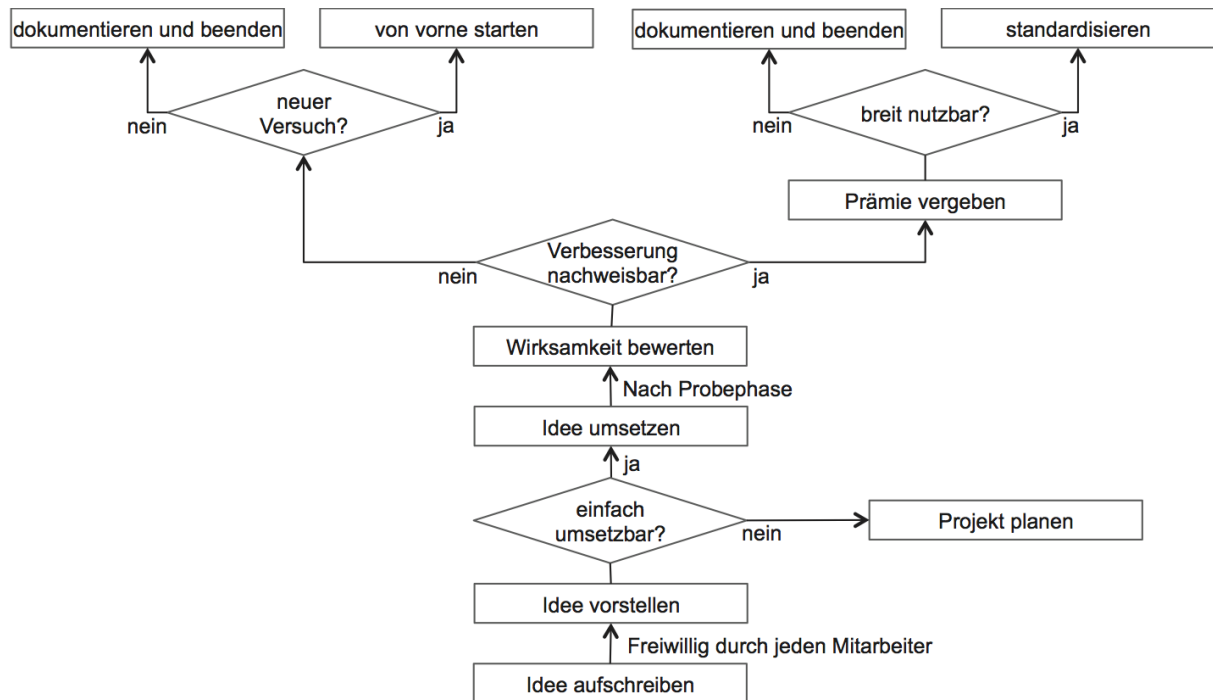 dokumentieren und beenden
von vorne starten
dokumentieren und beenden
standardisieren
neuer
Versuch?
nein
ja
breit nutzbar?
nein
ja
Prämie vergeben
Verbesserung
nachweisbar?
nein
ja
Wirksamkeit bewerten
Nach Probephase
Idee umsetzen
ja
einfach
umsetzbar?
nein
Projekt planen
Idee vorstellen
Freiwillig durch jeden Mitarbeiter
Idee aufschreiben